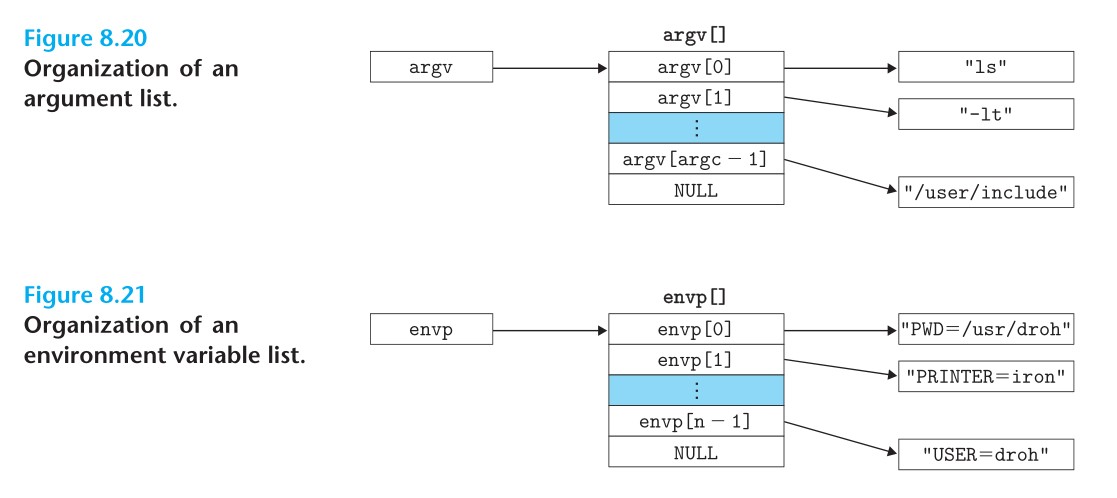 Figure 8.20
Organization of an
argument list.
argv[]
argv
argv[0]
"ls"
argv[1]
"-lt"
⋮
argv[argc − 1]
"/user/include"
NULL
Figure 8.21
Organization of an
environment variable list.
envp[]
envp
envp[0]
"PWD=/usr/droh"
envp[1]
"PRINTER=iron"
⋮
envp[n − 1]
"USER=droh"
NULL